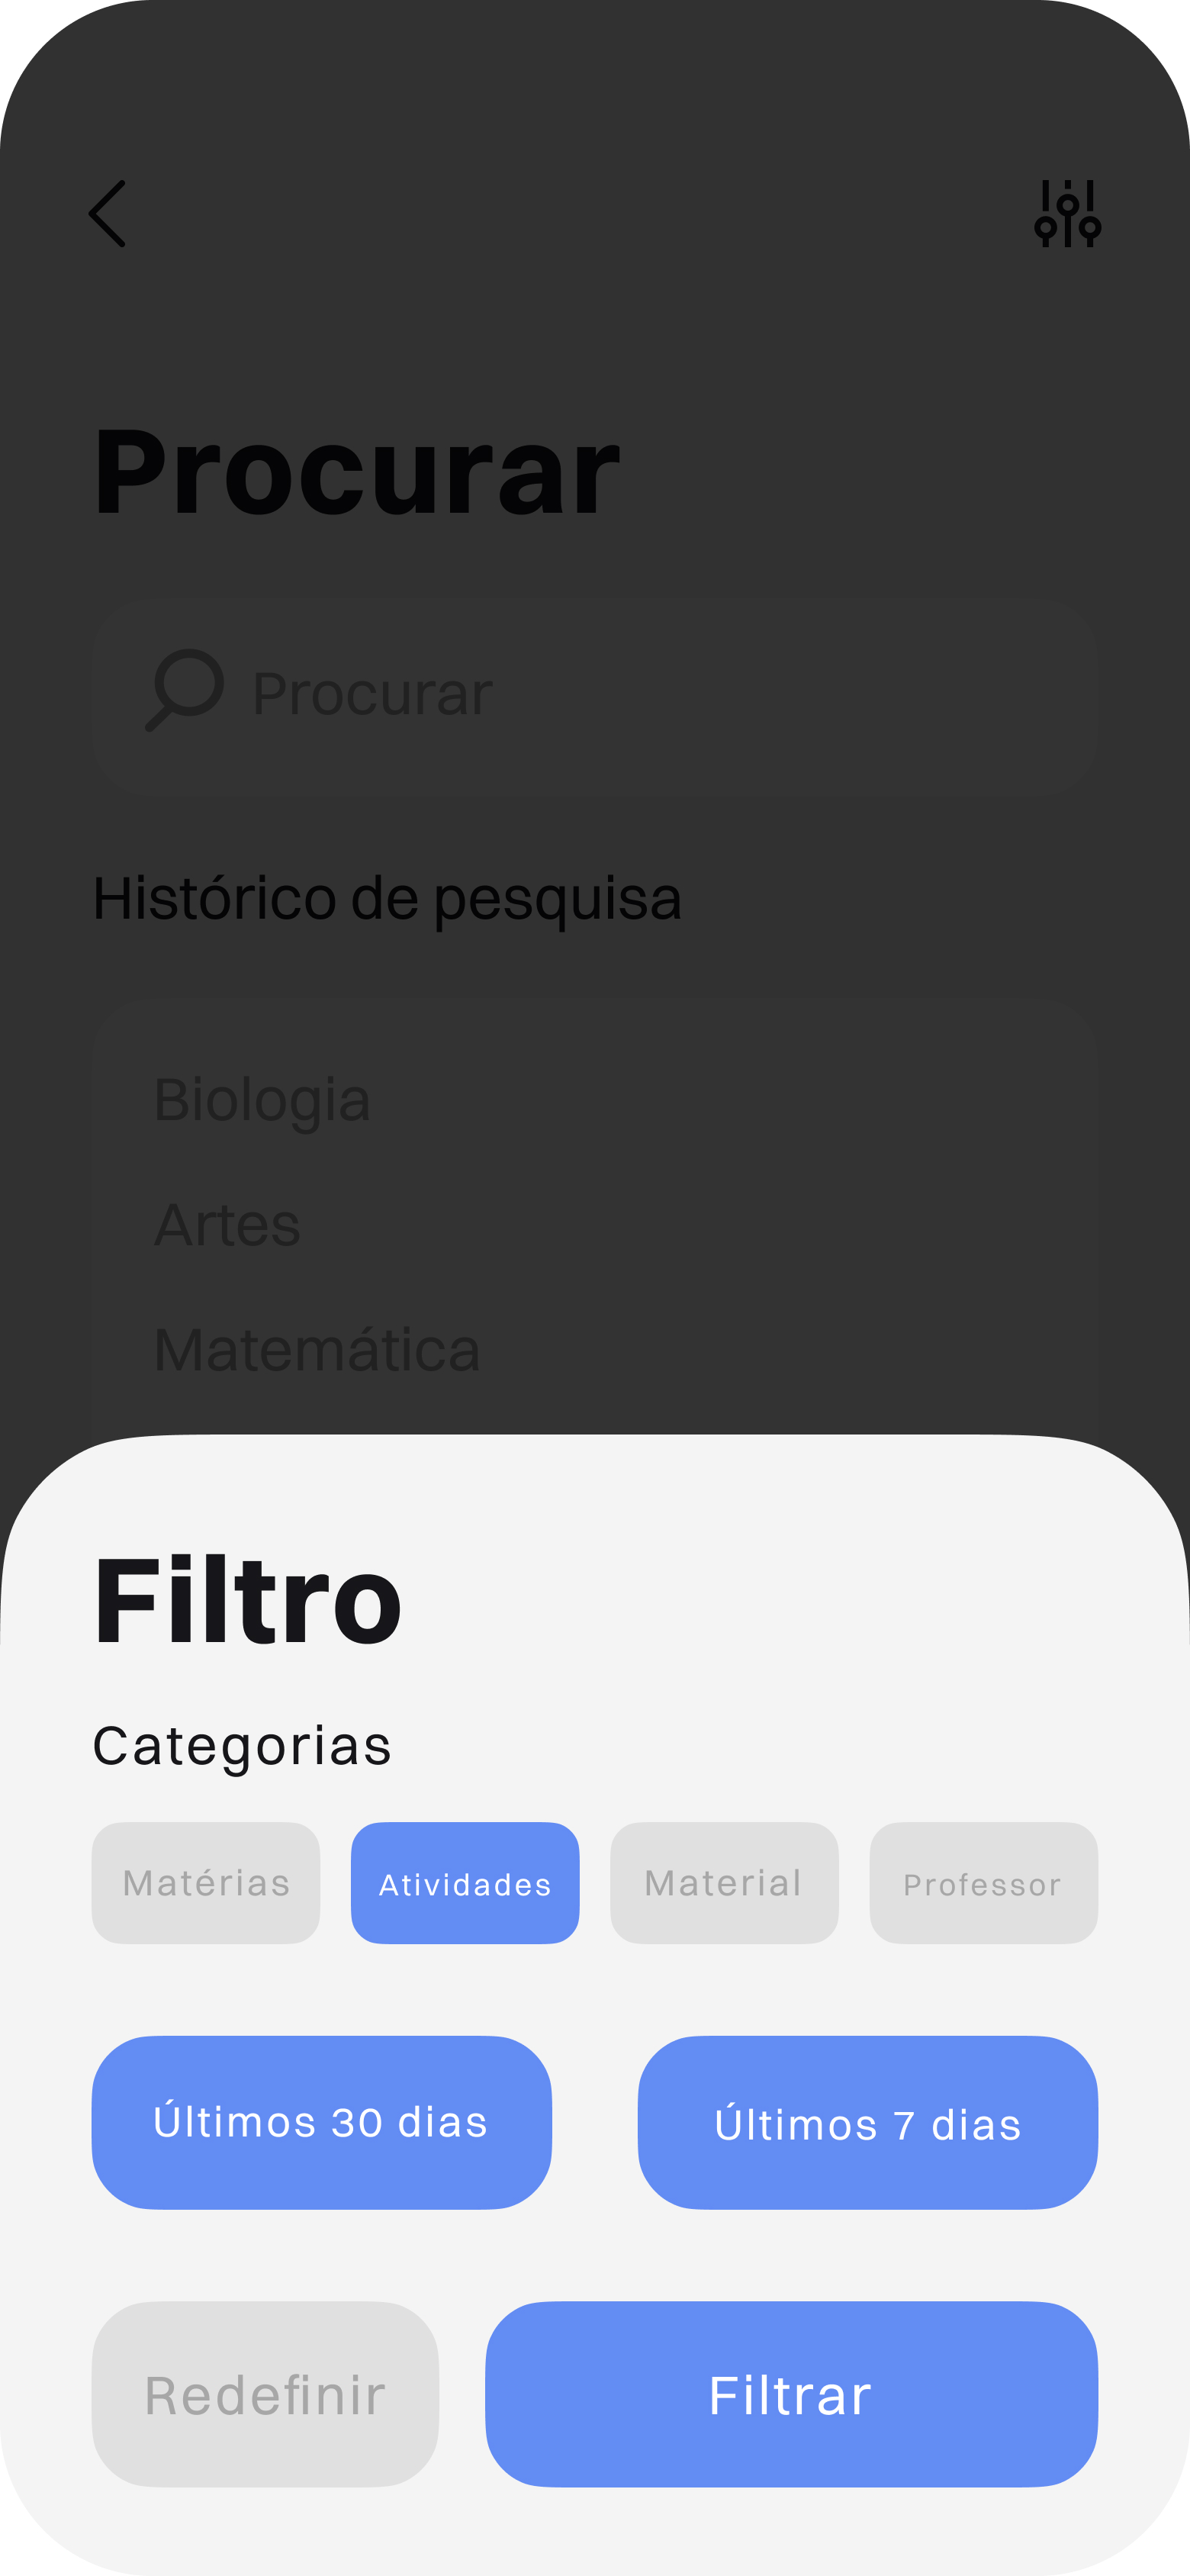 Procurar
Procurar
Histórico de pesquisa
Biologia
Artes
Matemática
Filtro
Categorias
Matérias
Atividades
Material
Professor
Últimos 30 dias
Últimos 7 dias
Redefinir
Filtrar